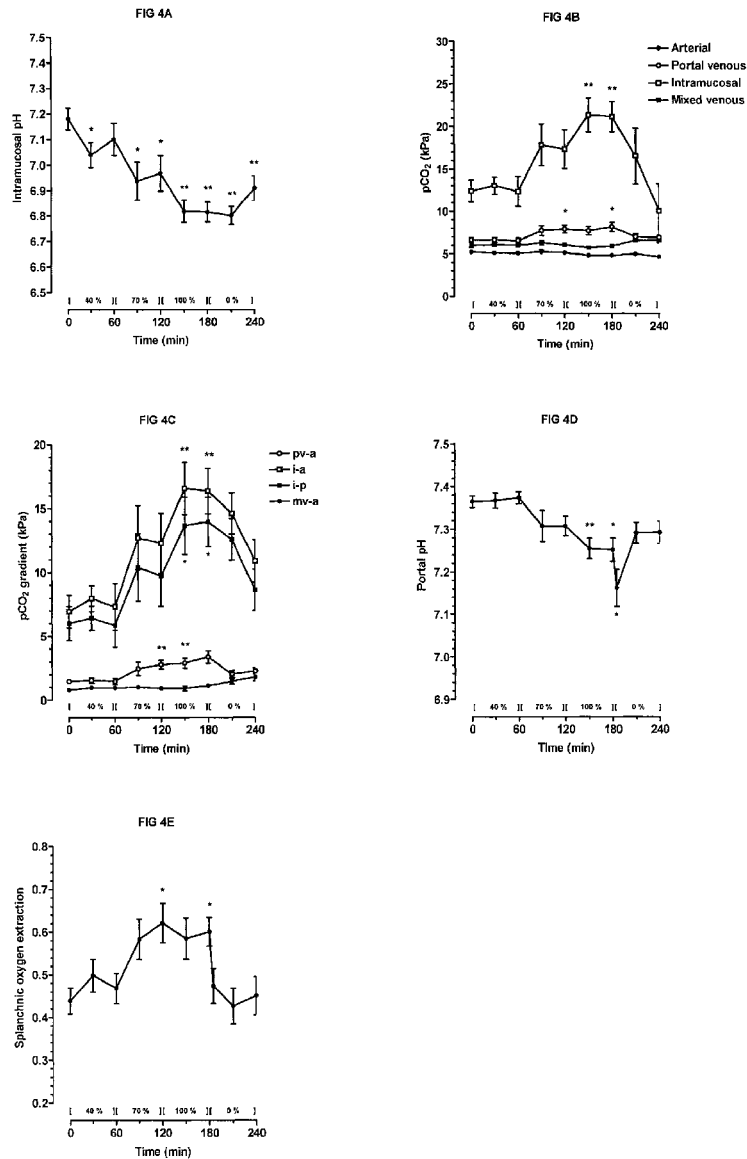 FIG 4A
Intramucosal pH
7.5
7.4
7.3
7.2
7.1
7.0
6.9
6.8
6.7
6.6
6.5
* * * ** ** ** **
[ 40 % ][ 70 % ][ 100 % ][ 0 % ]
0 60 120 180 240
Time (min)
FIG 4B
Arterial
Portal venous
Intramucosal
Mixed venous
pCO2 (kPa)
30
25
20
15
10
5
0
** **
* *
[ 40 % ][ 70 % ][ 100 % ][ 0 % ]
0 60 120 180 240
Time (min)
FIG 4C
pv-a
i-a
i-p
mv-a
pCO2 gradient (kPa)
20
15
10
5
0
** **
* *
** **
[ 40 % ][ 70 % ][ 100 % ][ 0 % ]
0 60 120 180 240
Time (min)
FIG 4D
Portal pH
7.5
7.4
7.3
7.2
7.1
7.0
6.9
** *
*
[ 40 % ][ 70 % ][ 100 % ][ 0 % ]
0 60 120 180 240
Time (min)
FIG 4E
Splanchnic oxygen extraction
0.8
0.7
0.6
0.5
0.4
0.3
0.2
* *
[ 40 % ][ 70 % ][ 100 % ][ 0 % ]
0 60 120 180 240
Time (min)